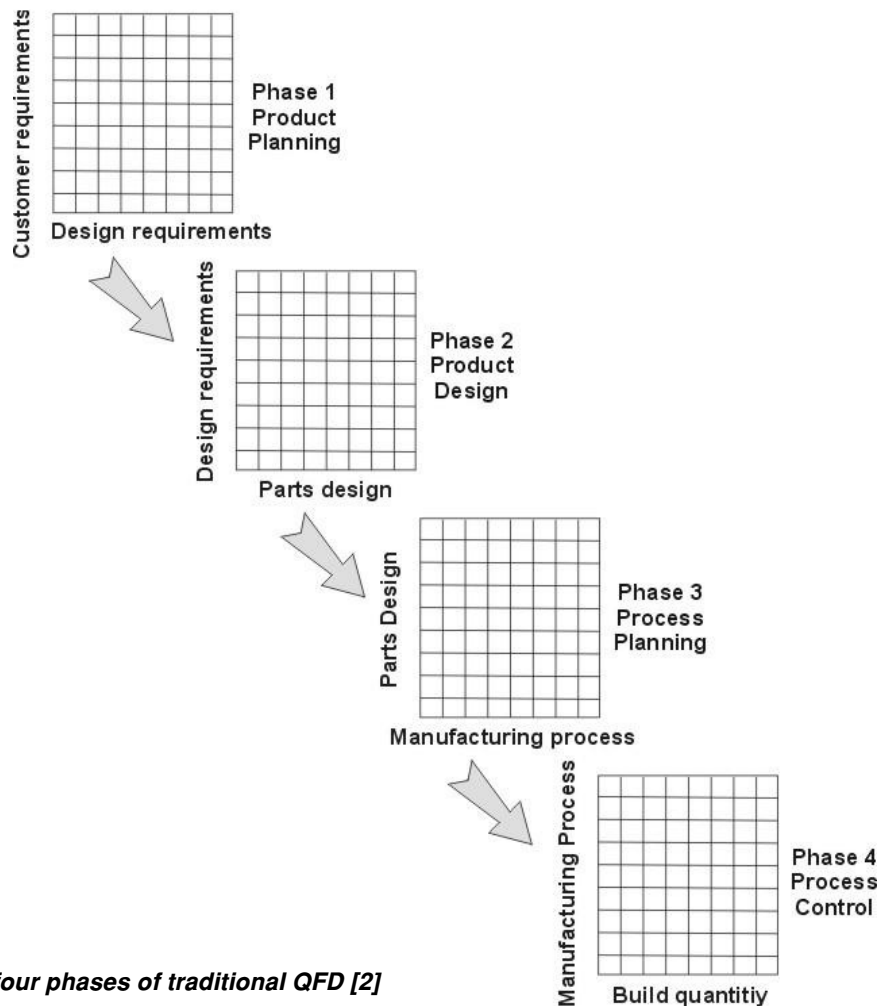 Customer requirements
Phase 1
Product
Planning
Design requirements
Design requirements
Phase 2
Product
Design
Parts design
Parts Design
Phase 3
Process
Planning
Manufacturing process
Manufacturing Process
Phase 4
Process
Control
Build quantitiy
four phases of traditional QFD [2]